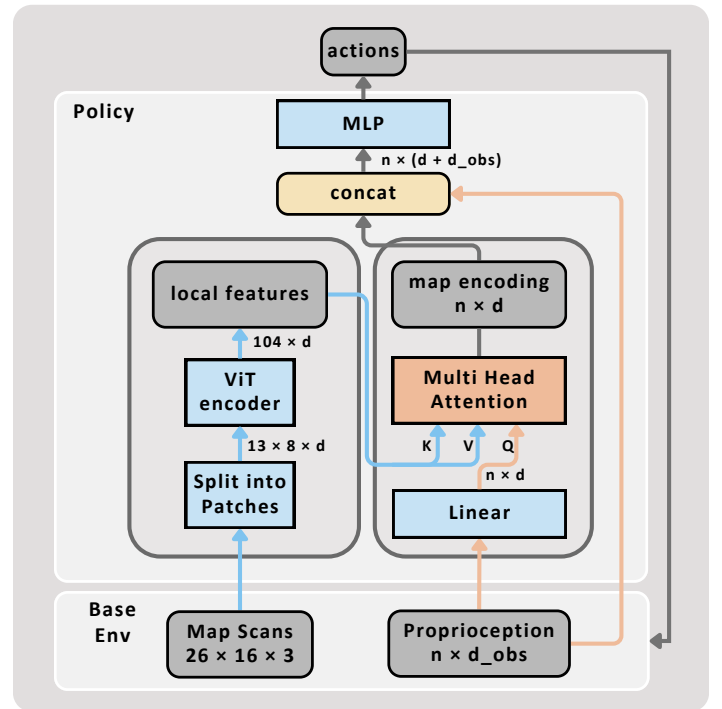 actions
Policy
MLP
n × (d + d_obs)
concat
local features
map encoding
n × d
104 × d
ViT
encoder
Multi Head
Attention
13 × 8 × d
K V Q
n × d
Split into
Patches
Linear
Base
Env
Map Scans
26 × 16 × 3
Proprioception
n × d_obs